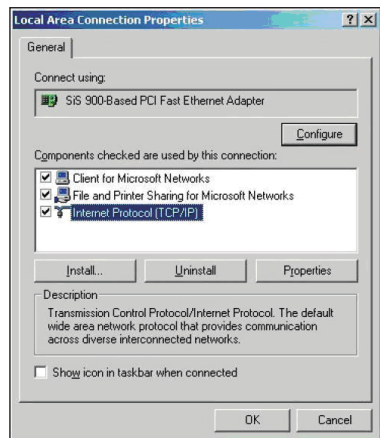 Local Area Connection Properties
General
Connect using:
SiS 900-Based PCI Fast Ethernet Adapter
Configure
Components checked are used by this connection:
Client for Microsoft Networks
File and Printer Sharing for Microsoft Networks
Internet Protocol (TCP/IP)
Install...
Uninstall
Properties
Description
Transmission Control Protocol/Internet Protocol. The default
wide area network protocol that provides communication
across diverse interconnected networks.
Show icon in taskbar when connected
OK
Cancel